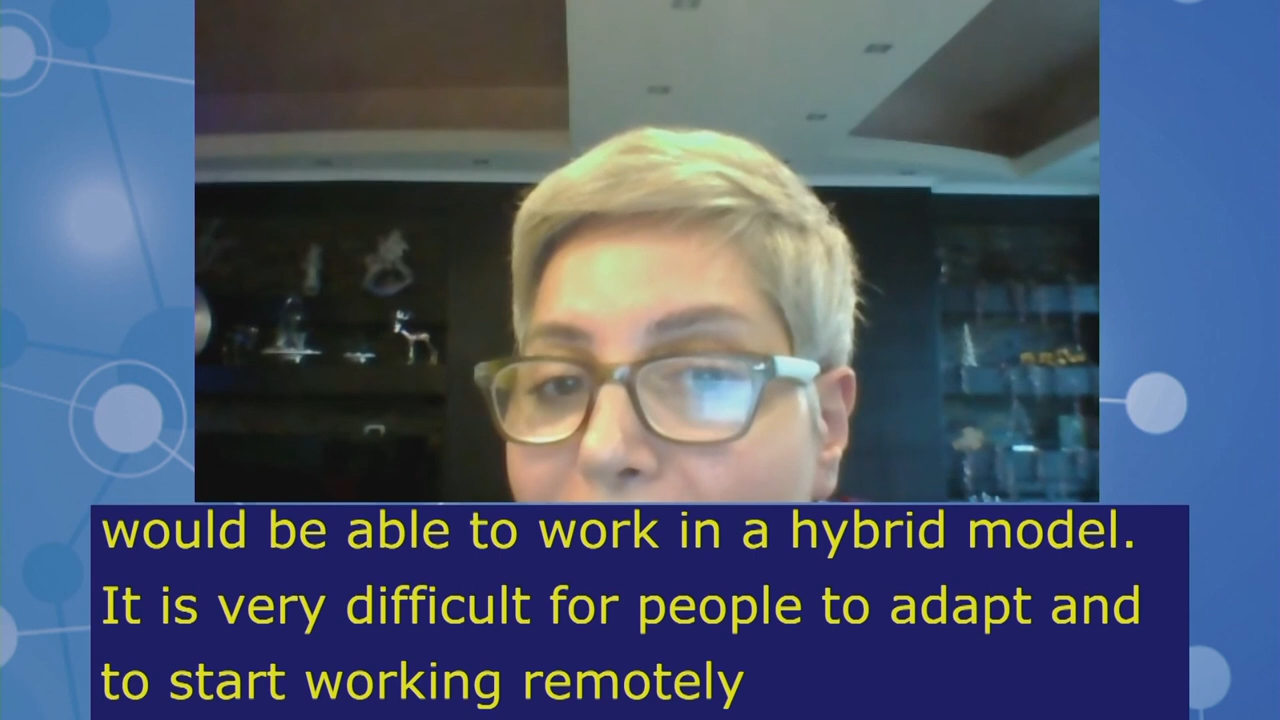 would be able to work in a hybrid model.
It is very difficult for people to adapt and
to start working remotely